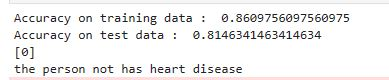 Accuracy on training data :  0.8609756097560975
Accuracy on test data :  0.8146341463414634
[0]
the person not has heart disease